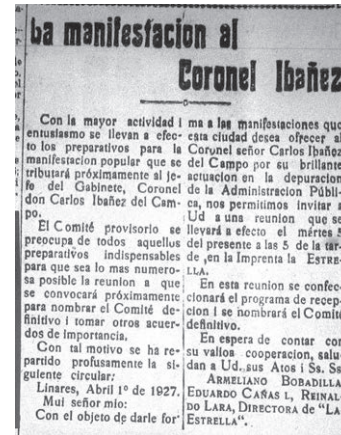 La manifestacion al
Coronel Ibañez
Con la mayor actividad i
entusiasmo se llevan a efec-
to los preparativos para la
manifestacion popular que se
tributará próximamente al je-
fe del Gabinete, Coronel
don Carlos Ibañez del Cam-
po.
El Comité provisorio se
preocupa de todos aquellos
preparativos indispensables
para que sea lo mas numero-
sa posible la reunion a que
se convocará próximamente
para nombrar el Comité de-
finitivo i tomar otros acuer-
dos de importancia.
Con tal motivo se ha re-
partido profusamente la si-
guiente circular:
Linares, Abril 1º de 1927.
Mui señor mio:
Con el objeto de darle for-
ma a las manifestaciones que
esta ciudad desea ofrecer al
Coronel señor Carlos Ibañez
del Campo por su brillante
actuacion en la depuracion
de la Administracion Públi-
ca, nos permitimos invitar a
Ud a una reunion que se
llevará a efecto el mártes 5
del presente a las 5 de la tar-
de ,en la Imprenta la ESTRE-
LLA.
En esta reunion se confec-
cionará el programa de recep-
cion i se nombrará el Comité
definitivo.
En espera de contar con
su valios cooperacion, salu-
dan a Ud. sus Atos i Ss. Ss
ARMELIANO BOBADILLA
EDUARDO CAÑAS L, REINAL-
DO LARA, DIRECTORA DE "LA
ESTRELLA".